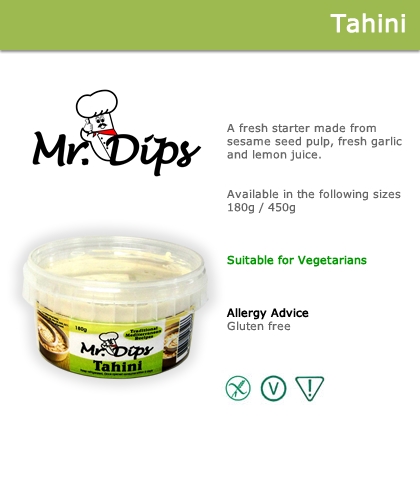 Tahini
Mr. Dips
A fresh starter made from
sesame seed pulp, fresh garlic
and lemon juice.
Available in the following sizes
180g / 450g
Suitable for Vegetarians
Allergy Advice
Gluten free
180g
Traditional
Mediterranean
Recipes
Mr. Dips
Tahini
V
!